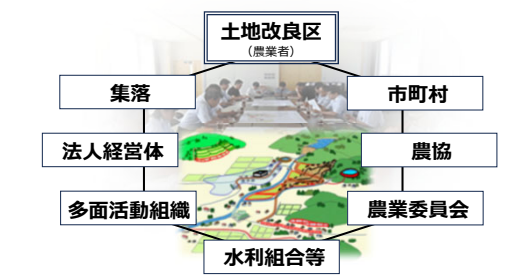 土地改良区
（農業者）
集落
市町村
法人経営体
農協
多面活動組織
農業委員会
水利組合等